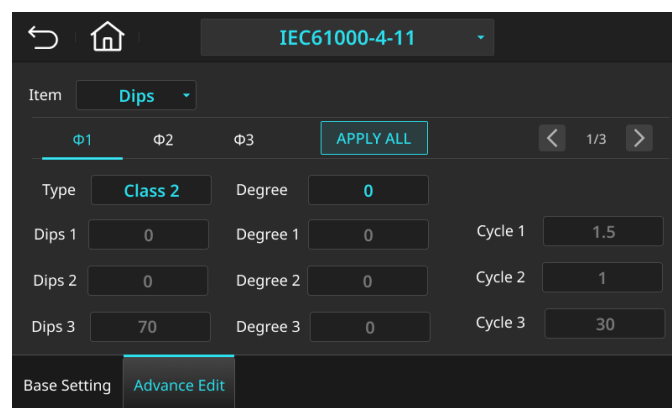 IEC61000-4-11
Item Dips
Φ1 Φ2 Φ3 APPLY ALL 1/3
Type Class 2 Degree 0
Dips 1 0 Degree 1 0 Cycle 1 1.5
Dips 2 0 Degree 2 0 Cycle 2 1
Dips 3 70 Degree 3 0 Cycle 3 30
Base Setting Advance Edit